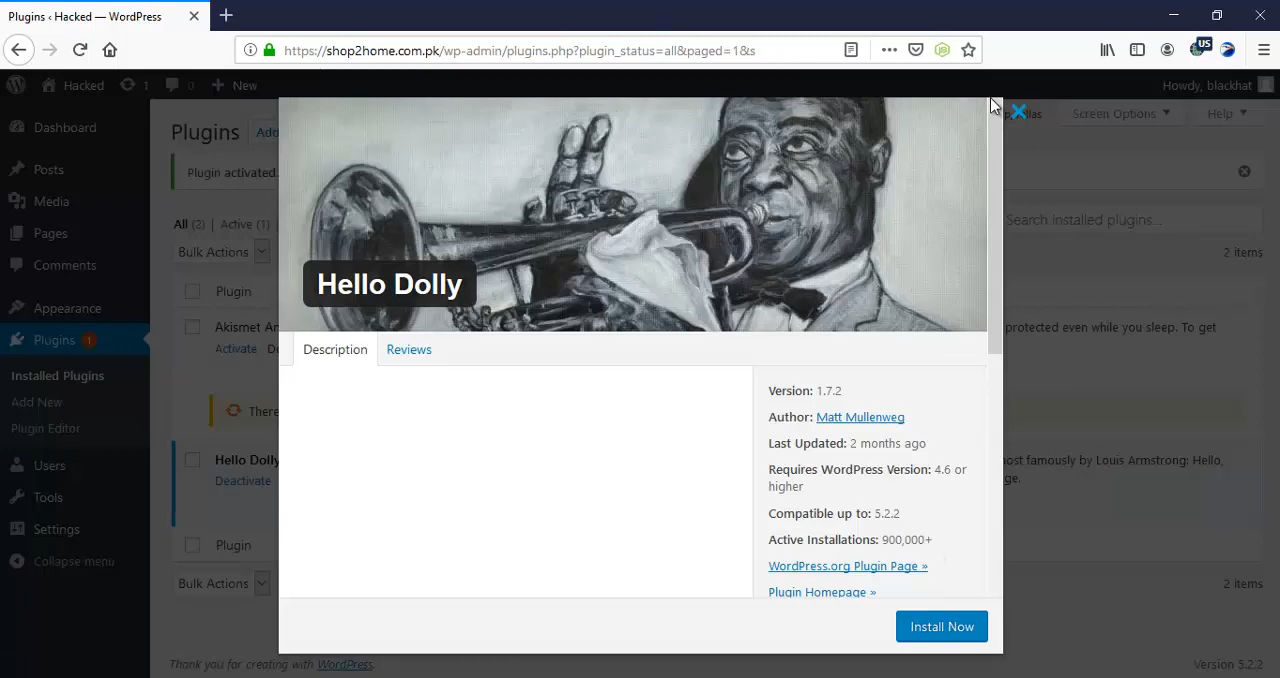 Plugins ‹ Hacked — WordPress
https://shop2home.com.pk/wp-admin/plugins.php?plugin_status=all&paged=1&s
US
Hacked 1 0 New
Howdy, blackhat
Dashboard
Posts
Media
Pages
Comments
Appearance
Plugins 1
Installed Plugins
Add New
Plugin Editor
Users
Tools
Settings
Collapse menu
Plugins Add
Screen Options Help
Plugin activated.
All (2) | Active (1)
Search installed plugins...
Bulk Actions
2 items
Plugin
Akismet An
protected even while you sleep. To get
Activate
There
Hello Dolly
most famously by Louis Armstrong: Hello,
Deactivate
Plugin
Bulk Actions
2 items
Thank you for creating with WordPress.
Version 5.2.2
Hello Dolly
Description Reviews
Version: 1.7.2
Author: Matt Mullenweg
Last Updated: 2 months ago
Requires WordPress Version: 4.6 or
higher
Compatible up to: 5.2.2
Active Installations: 900,000+
WordPress.org Plugin Page »
Plugin Homepage »
Install Now